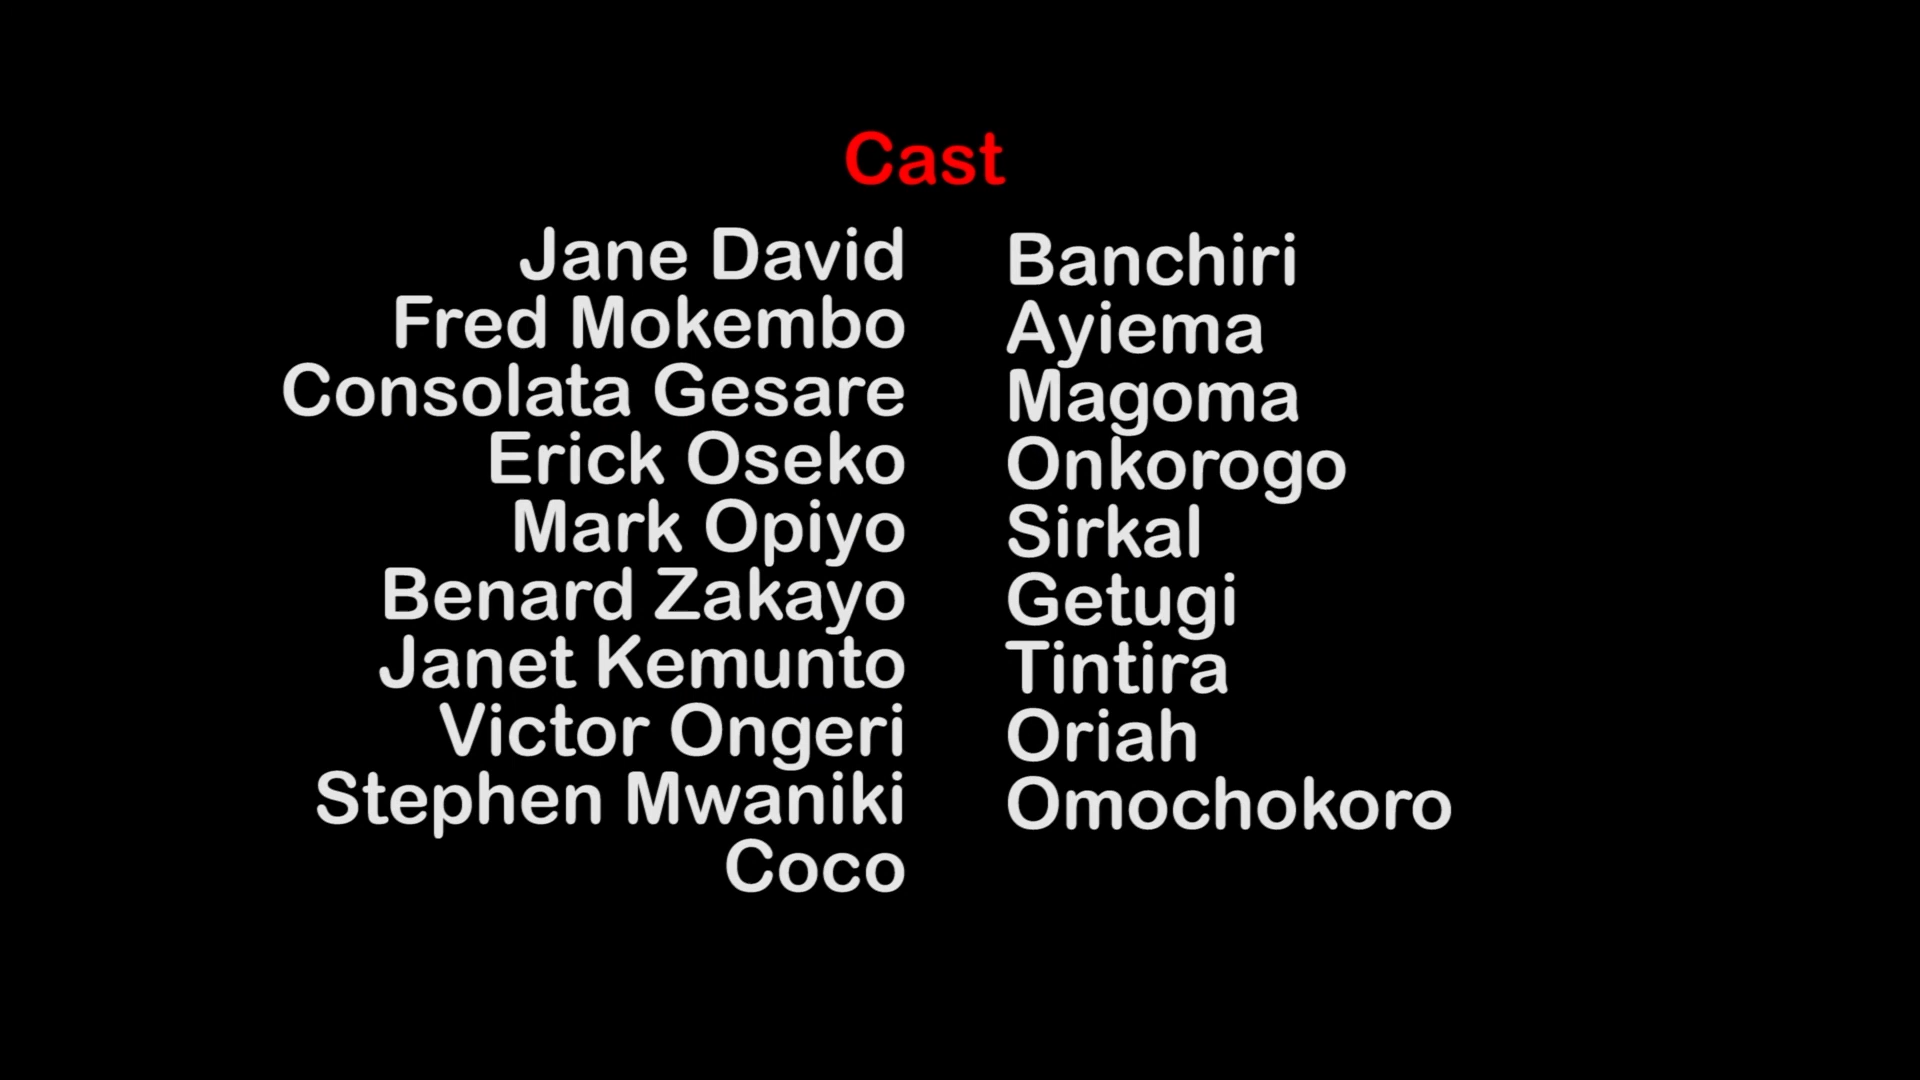 Cast
Jane David Banchiri
Fred Mokembo Ayiema
Consolata Gesare Magoma
Erick Oseko Onkorogo
Mark Opiyo Sirkal
Benard Zakayo Getugi
Janet Kemunto Tintira
Victor Ongeri Oriah
Stephen Mwaniki Omochokoro
Coco